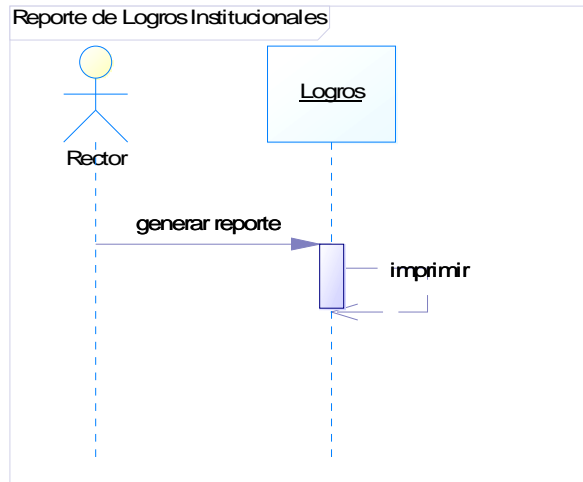 Reporte de Logros Institucionales
Logros
Rector
generar reporte
imprimir